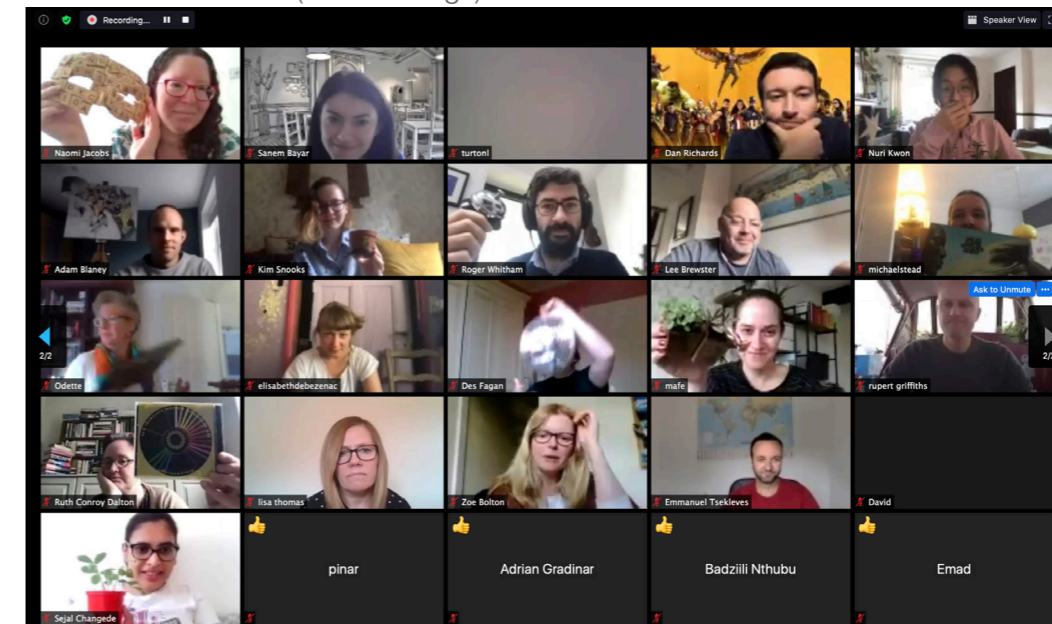 Recording...
Speaker View
Naomi Jacobs
Sanem Bayar
turtonl
Dan Richards
Nuri Kwon
Adam Blaney
Kim Snooks
Roger Whitham
Lee Brewster
michaelstead
Ask to Unmute
2/2
Odette
elisabethdebezenac
Des Fagan
mafe
rupert griffiths
Ruth Conroy Dalton
lisa thomas
Zoe Bolton
Emmanuel Tsekleves
David
pinar
Adrian Gradinar
Badziili Nthubu
Emad
Sejal Changede